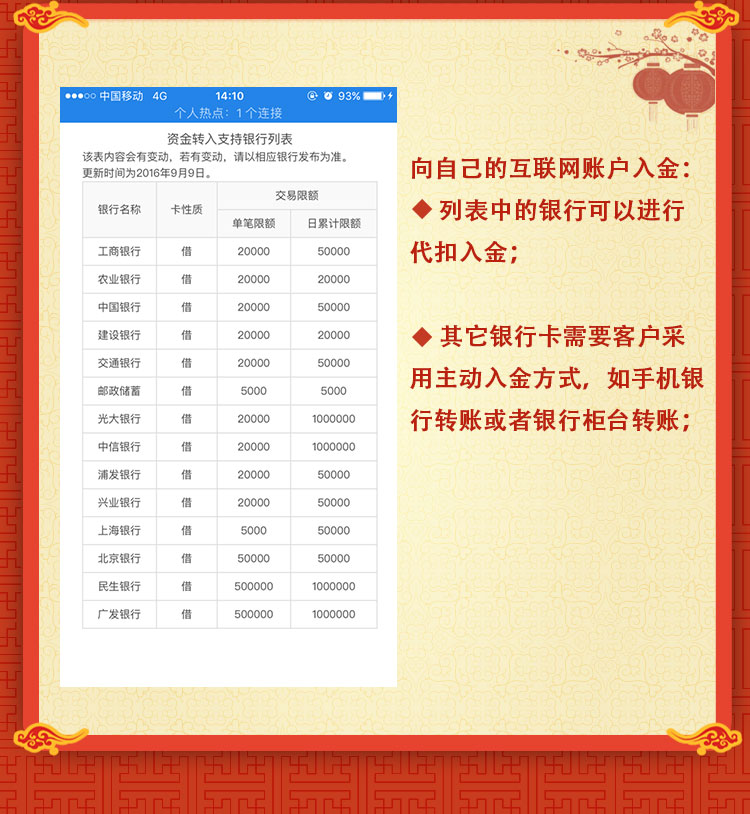 中国移动 4G 14:10 93%
个人热点：1个连接
资金转入支持银行列表
该表内容会有变动，若有变动，请以相应银行发布为准。
更新时间为2016年9月9日。
银行名称 卡性质 交易限额
单笔限额 日累计限额
工商银行 借 20000 50000
农业银行 借 20000 20000
中国银行 借 20000 50000
建设银行 借 20000 20000
交通银行 借 20000 50000
邮政储蓄 借 5000 5000
光大银行 借 20000 1000000
中信银行 借 20000 1000000
浦发银行 借 20000 50000
兴业银行 借 20000 50000
上海银行 借 5000 50000
北京银行 借 50000 50000
民生银行 借 500000 1000000
广发银行 借 500000 1000000
向自己的互联网账户入金：
◆ 列表中的银行可以进行
代扣入金；
◆ 其它银行卡需要客户采
用主动入金方式，如手机银
行转账或者银行柜台转账；